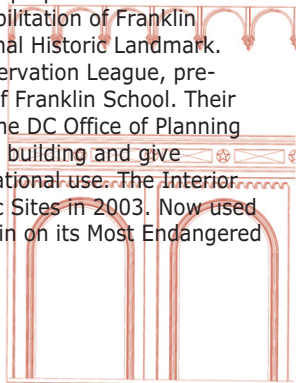 bilitation of Franklin
nal Historic Landmark.
ervation League, pre-
f Franklin School. Their
he DC Office of Planning
building and give
ational use. The Interior
c Sites in 2003. Now used
in on its Most Endangered